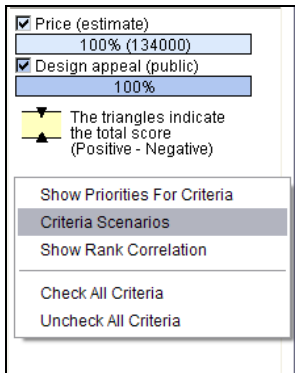 Price (estimate)
100% (134000)
Design appeal (public)
100%
The triangles indicate
the total score
(Positive - Negative)
Show Priorities For Criteria
Criteria Scenarios
Show Rank Correlation
Check All Criteria
Uncheck All Criteria